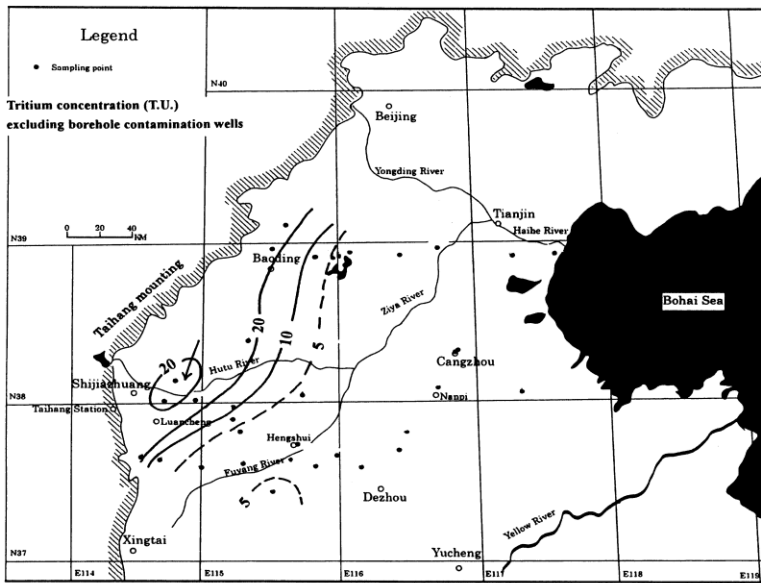 Legend
Sampling point
Tritium concentration (T.U.)
excluding borehole contamination wells
N40
Beijing
Yongding River
Tianjin
Haihe River
N39
0 40
NM
Baoding
Taihang mounting
Ziya River
Bohai Sea
20
10
5
20
Hutu River
Cangzhou
Shijiazhuang
Nanpi
N38
Taihang Station
Luancheng
Hengshui
Fuyang River
5
Dezhou
Yellow River
Xingtai
Yucheng
N37
E114 E115 E116 E117 E118 E119